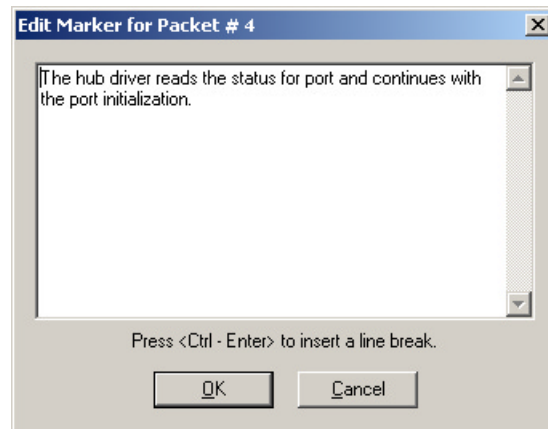 Edit Marker for Packet # 4
The hub driver reads the status for port and continues with
the port initialization.
Press <Ctrl - Enter> to insert a line break.
OK
Cancel